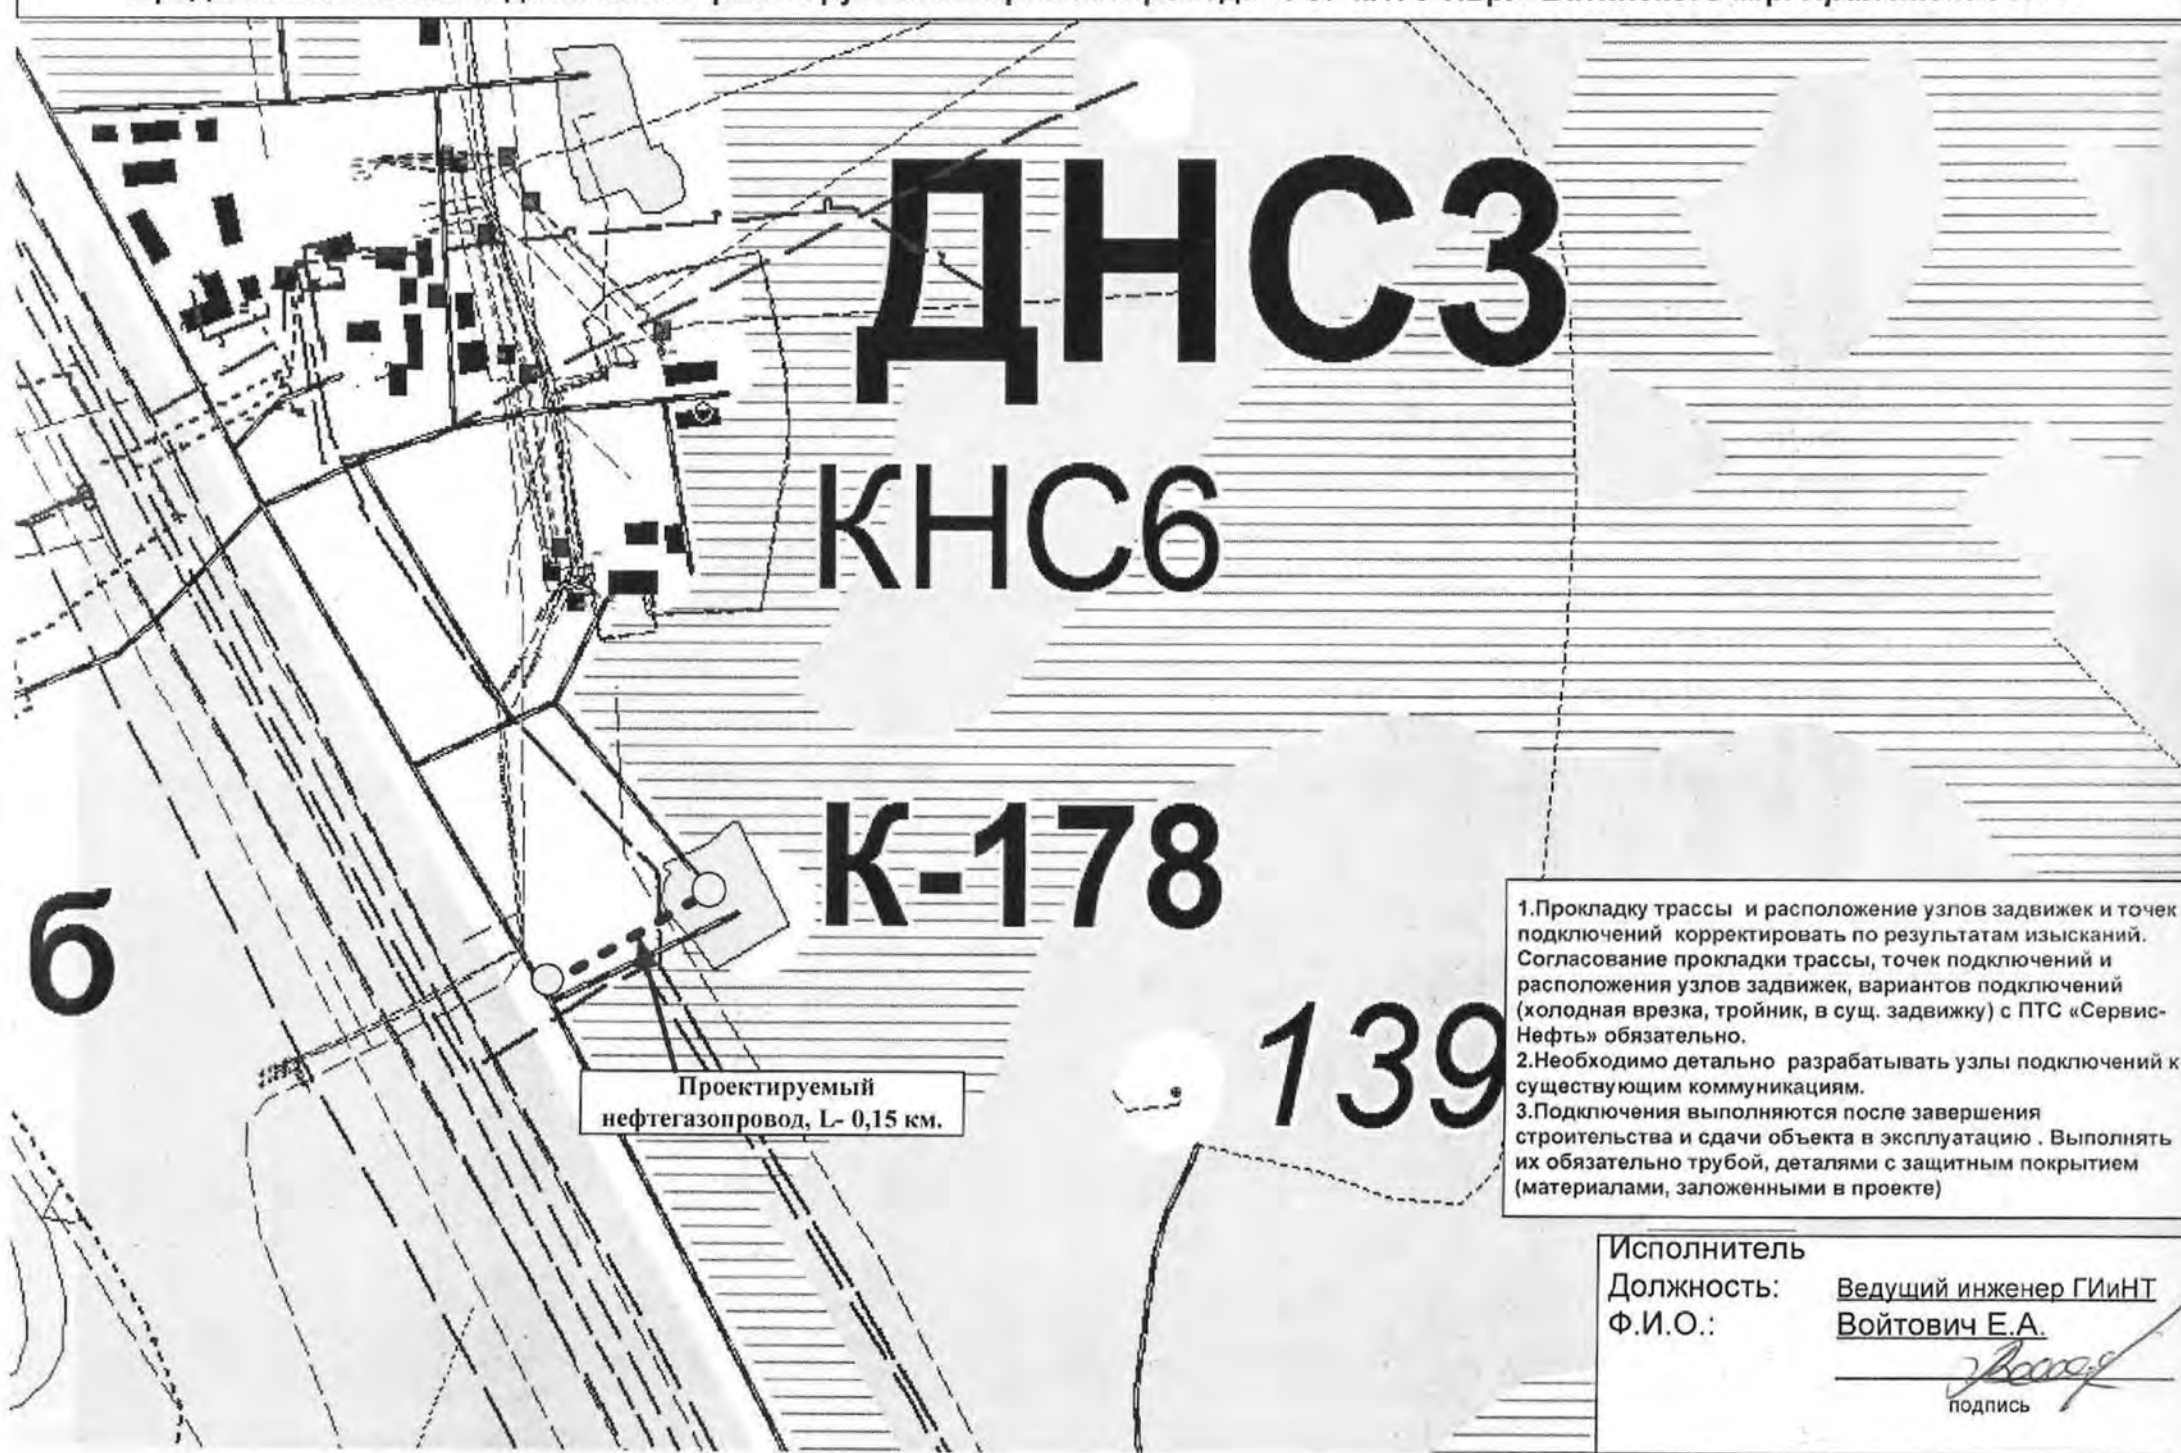 ДНС3
КНС6
К-178
б
139
Проектируемый
нефтегазопровод, L- 0,15 км.
1.Прокладку трассы и расположение узлов задвижек и точек
подключений корректировать по результатам изысканий.
Согласование прокладки трассы, точек подключений и
расположения узлов задвижек, вариантов подключений
(холодная врезка, тройник, в сущ. задвижку) с ПТС «Сервис-
Нефть» обязательно.
2.Необходимо детально разрабатывать узлы подключений к
существующим коммуникациям.
3.Подключения выполняются после завершения
строительства и сдачи объекта в эксплуатацию . Выполнять
их обязательно трубой, деталями с защитным покрытием
(материалами, заложенными в проекте)
Исполнитель
Должность: Ведущий инженер ГИиНТ
Ф.И.О.: Войтович Е.А.
подпись